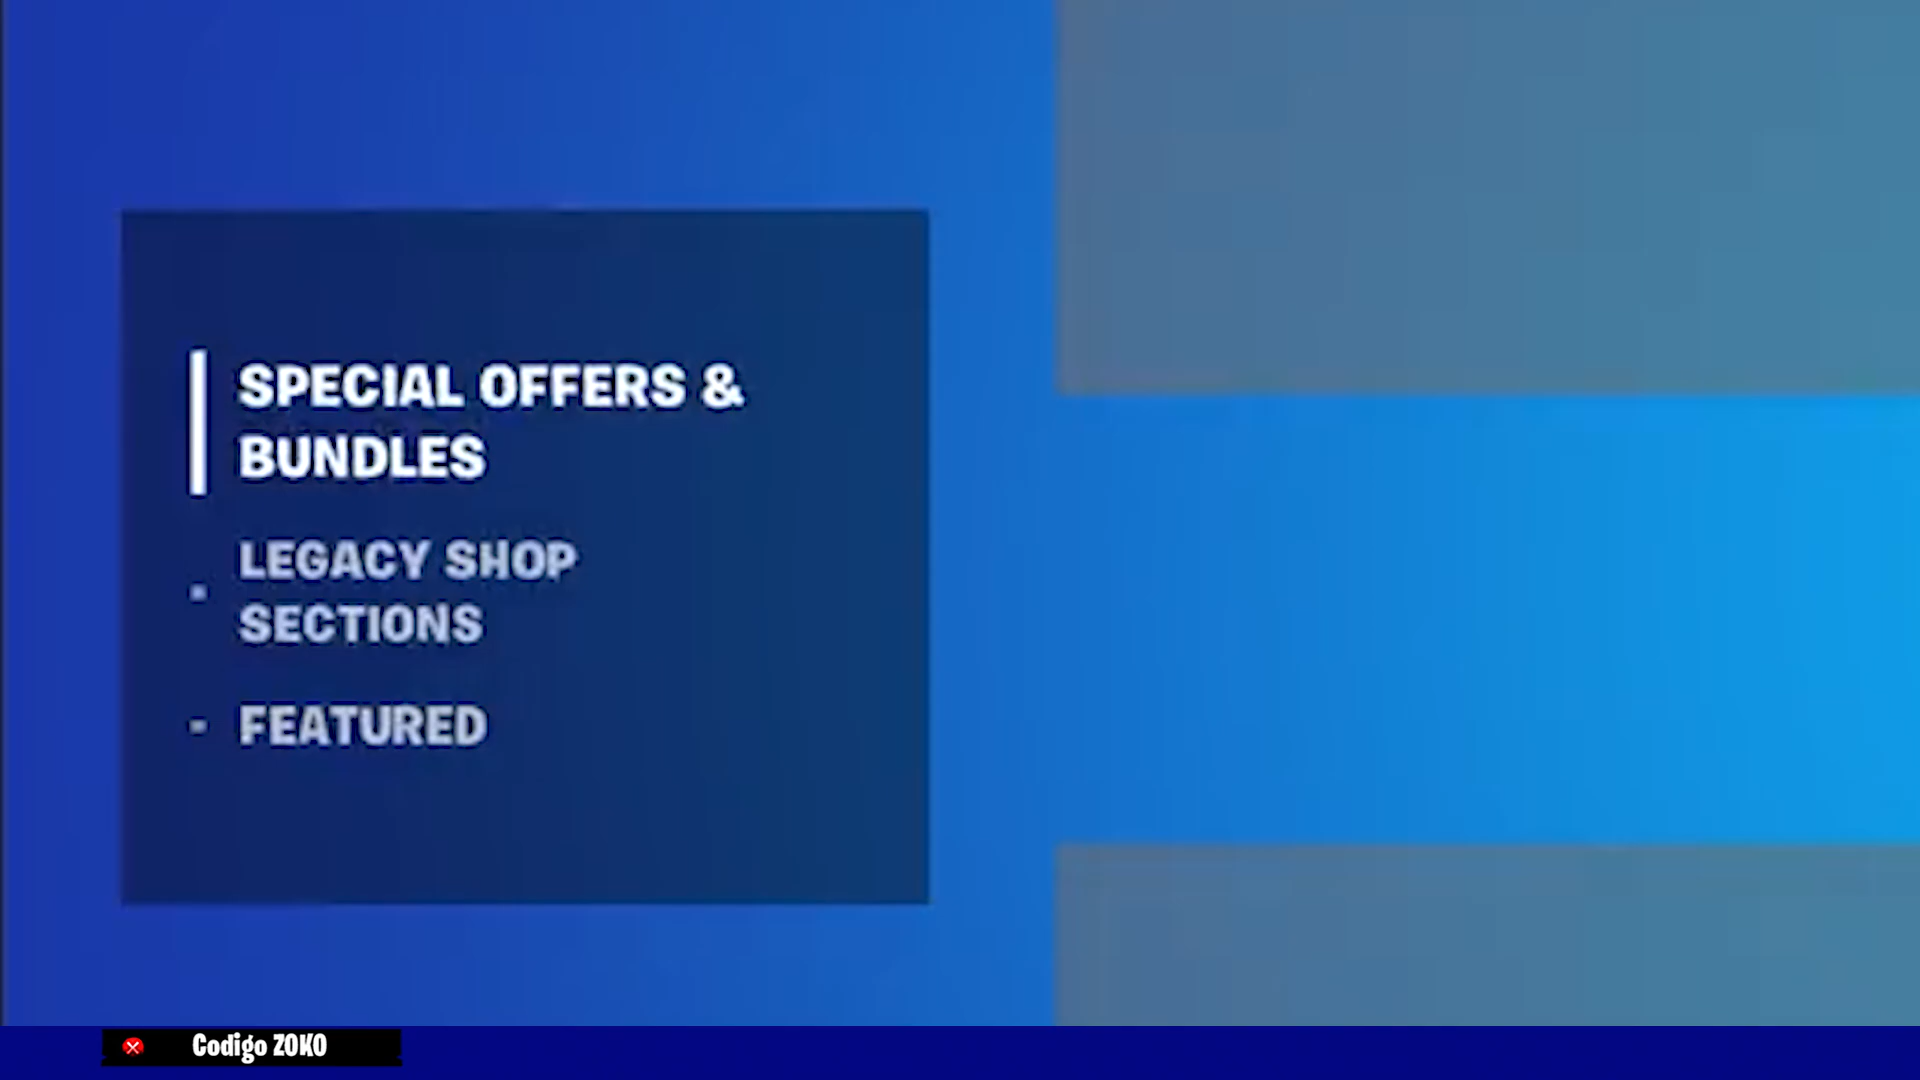 SPECIAL OFFERS &
BUNDLES
LEGACY SHOP
SECTIONS
FEATURED
Codigo ZOKO